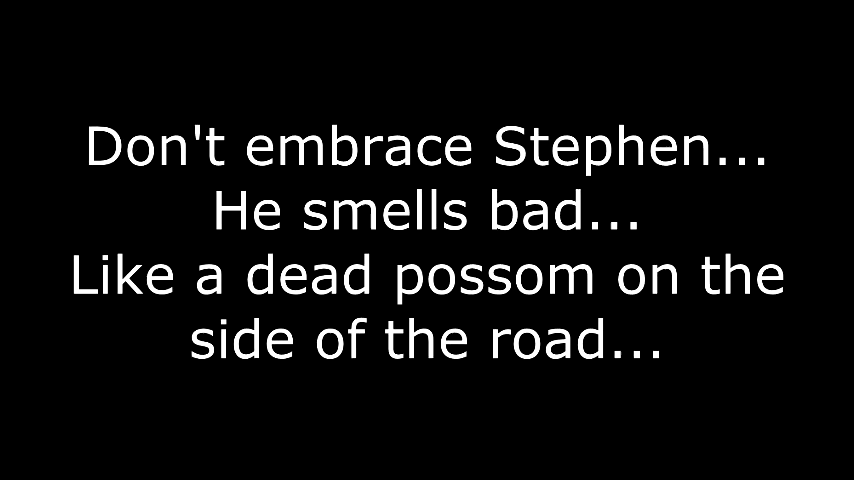 Don't embrace Stephen...
He smells bad...
Like a dead possom on the
side of the road...